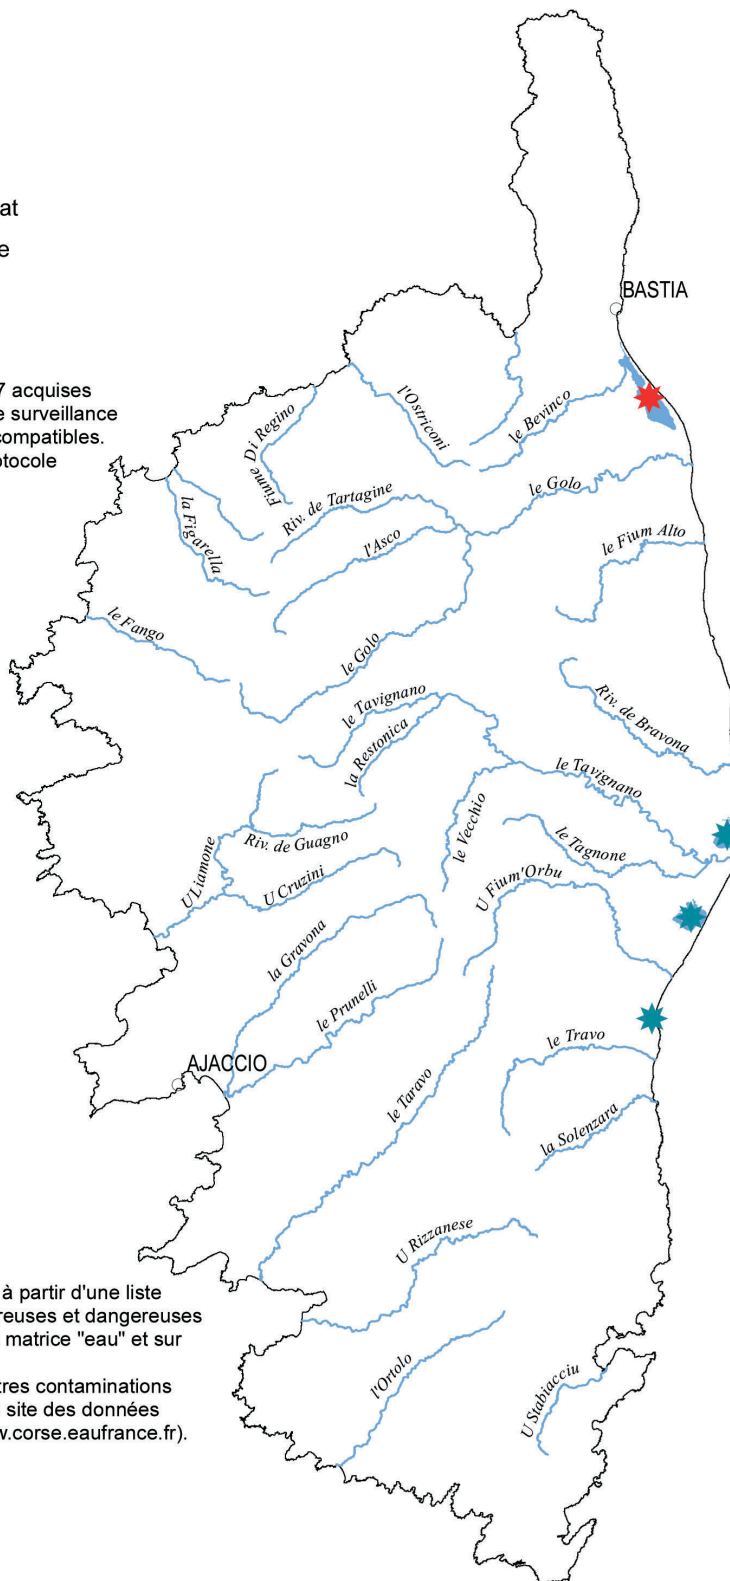 at
e
BASTIA
7 acquises
e surveillance
compatibles.
otocole
l'Ostriconi
le Bevinco
Fiume Di Regino
la Figarella
Riv. de Tartagine
le Golo
l'Asco
le Fium Alto
le Fango
le Golo
le Tavignano
la Restonica
Riv. de Bravona
le Tavignano
le Vecchio
le Tagnone
Riv. de Guagno
U Liamone
U Cruzini
U Fium'Orbu
la Gravona
le Prunelli
le Travo
AJACCIO
le Taravo
la Solenzara
U Rizzanese
à partir d'une liste
reuses et dangereuses
matrice "eau" et sur
l'Ortolo
U Stabiacciu
tres contaminations
site des données
w.corse.eaufrance.fr).